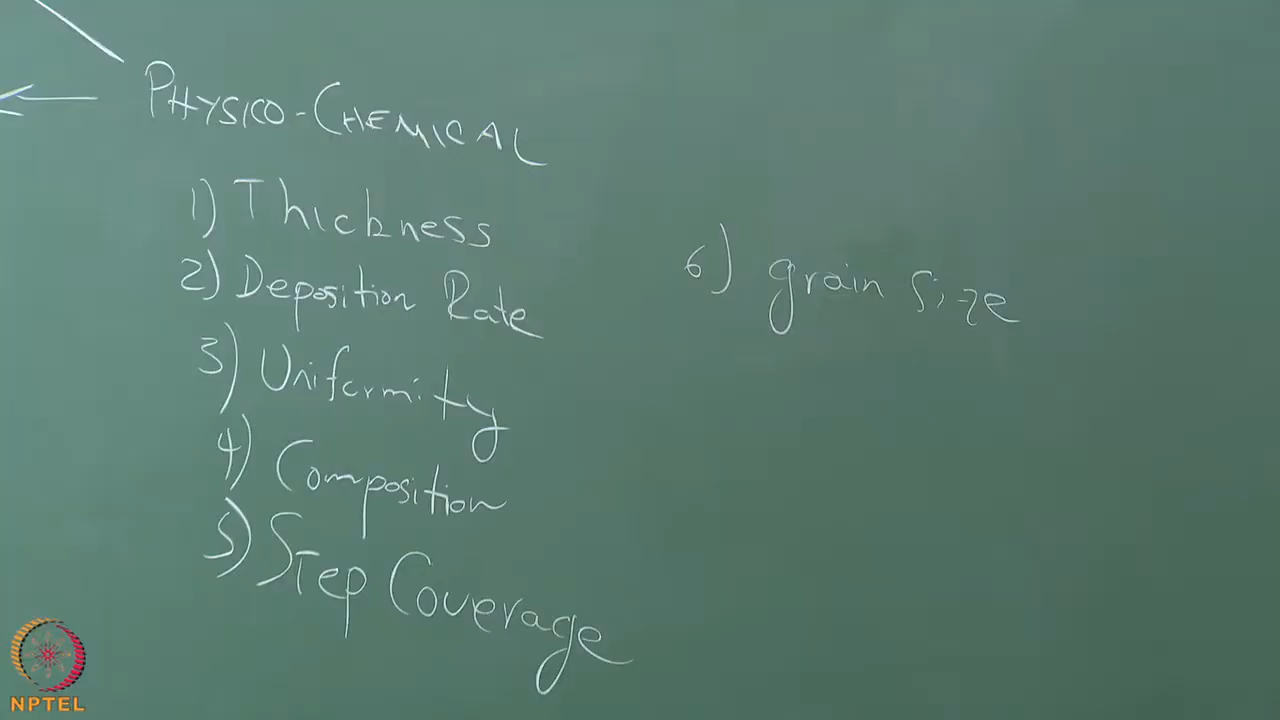 PHYSICO-CHEMICAL
1) Thickness
2) Deposition Rate
3) Uniformity
4) Composition
5) Step Coverage
6) grain size
NPTEL